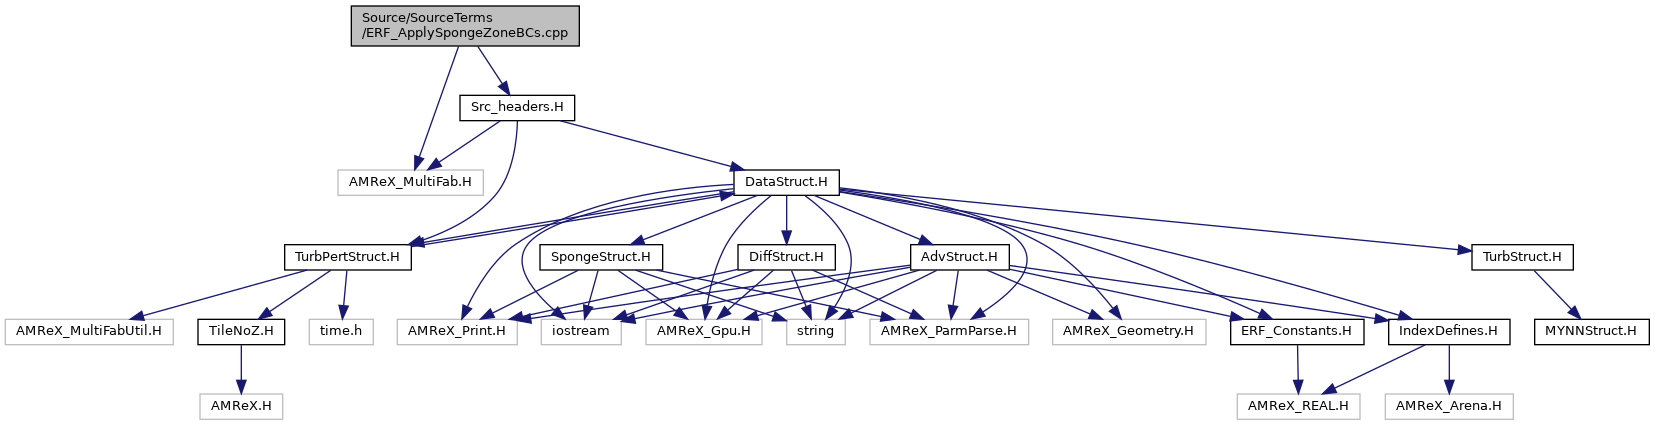 Source/SourceTerms
/ERF_ApplySpongeZoneBCs.cpp
Src_headers.H
AMReX_MultiFab.H
DataStruct.H
TurbPertStruct.H
SpongeStruct.H
DiffStruct.H
AdvStruct.H
TurbStruct.H
AMReX_MultiFabUtil.H
TileNoZ.H
time.h
AMReX_Print.H
iostream
AMReX_Gpu.H
string
AMReX_ParmParse.H
AMReX_Geometry.H
ERF_Constants.H
IndexDefines.H
MYNNStruct.H
AMReX.H
AMReX_REAL.H
AMReX_Arena.H